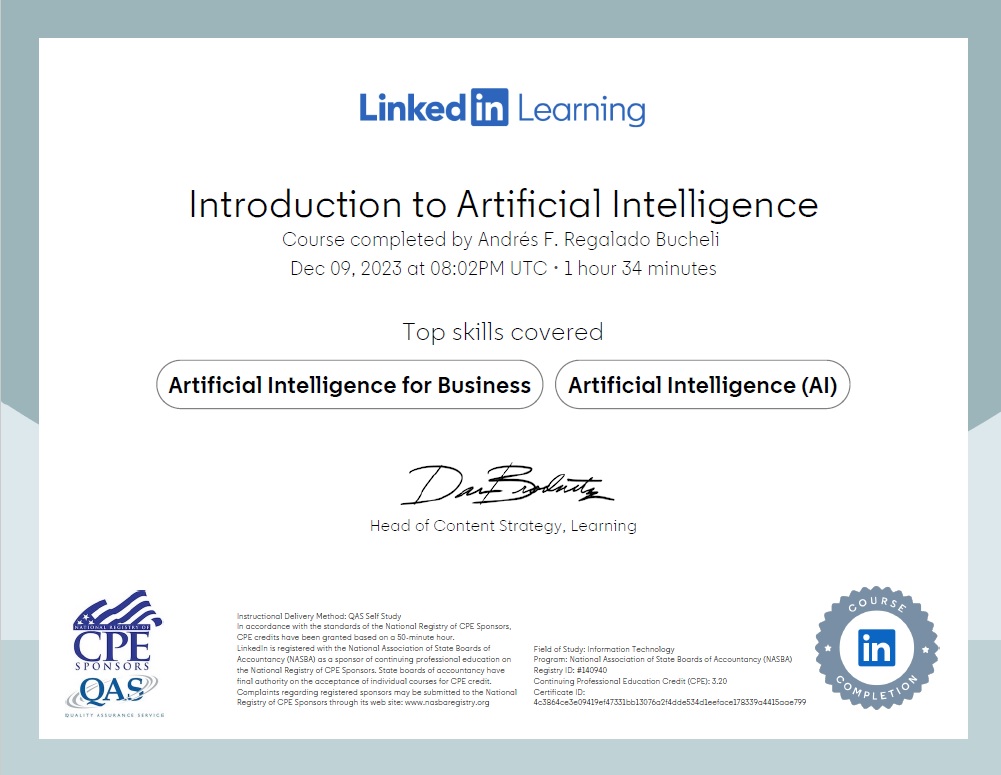 LinkedIn Learning
Introduction to Artificial Intelligence
Course completed by Andrés F. Regalado Bucheli
Dec 09, 2023 at 08:02PM UTC • 1 hour 34 minutes
Top skills covered
Artificial Intelligence for Business
Artificial Intelligence (AI)
Head of Content Strategy, Learning
NATIONAL REGISTRY OF
CPE
SPONSORS
QAS
QUALITY ASSURANCE SERVICE
Instructional Delivery Method: QAS Self Study
In accordance with the standards of the National Registry of CPE Sponsors,
CPE credits have been granted based on a 50-minute hour.
LinkedIn is registered with the National Association of State Boards of
Accountancy (NASBA) as a sponsor of continuing professional education on
the National Registry of CPE Sponsors. State boards of accountancy have
final authority on the acceptance of individual courses for CPE credit.
Complaints regarding registered sponsors may be submitted to the National
Registry of CPE Sponsors through its web site: www.nasbaregistry.org
Field of Study: Information Technology
Program: National Association of State Boards of Accountancy (NASBA)
Registry ID: #140940
Continuing Professional Education Credit (CPE): 3.20
Certificate ID:
COURSE
in
COMPLETION